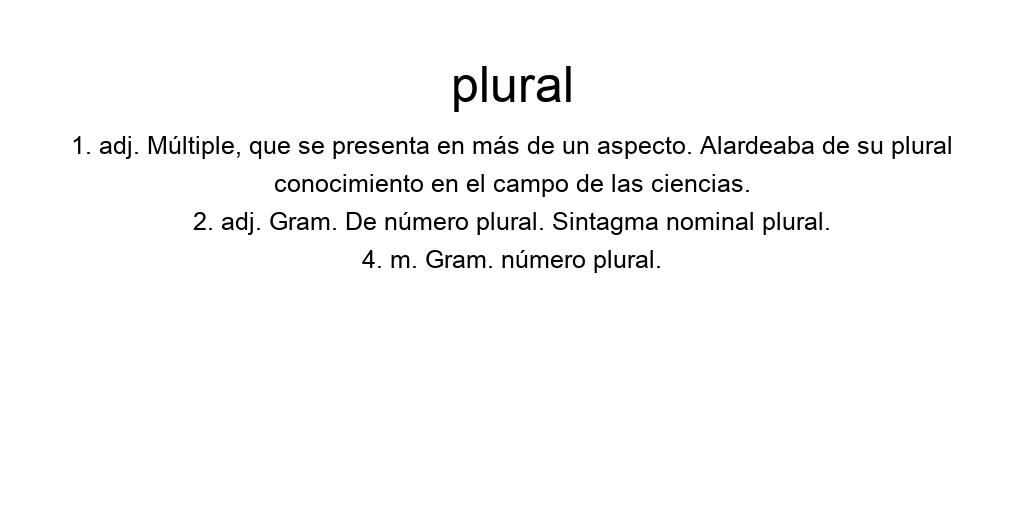 plural
1. adj. Múltiple, que se presenta en más de un aspecto. Alardeaba de su plural
conocimiento en el campo de las ciencias.
2. adj. Gram. De número plural. Sintagma nominal plural.
4. m. Gram. número plural.